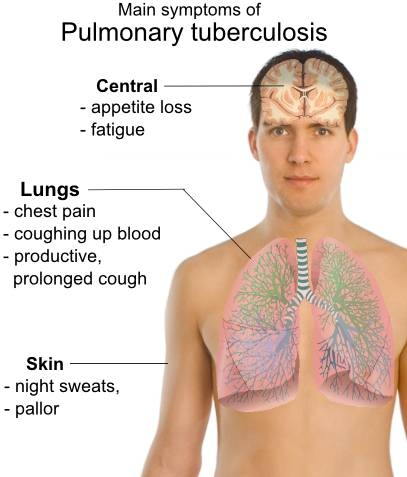 Main symptoms of
Pulmonary tuberculosis
Central
- appetite loss
- fatigue
Lungs
- chest pain
- coughing up blood
- productive,
prolonged cough
Skin
- night sweats,
- pallor